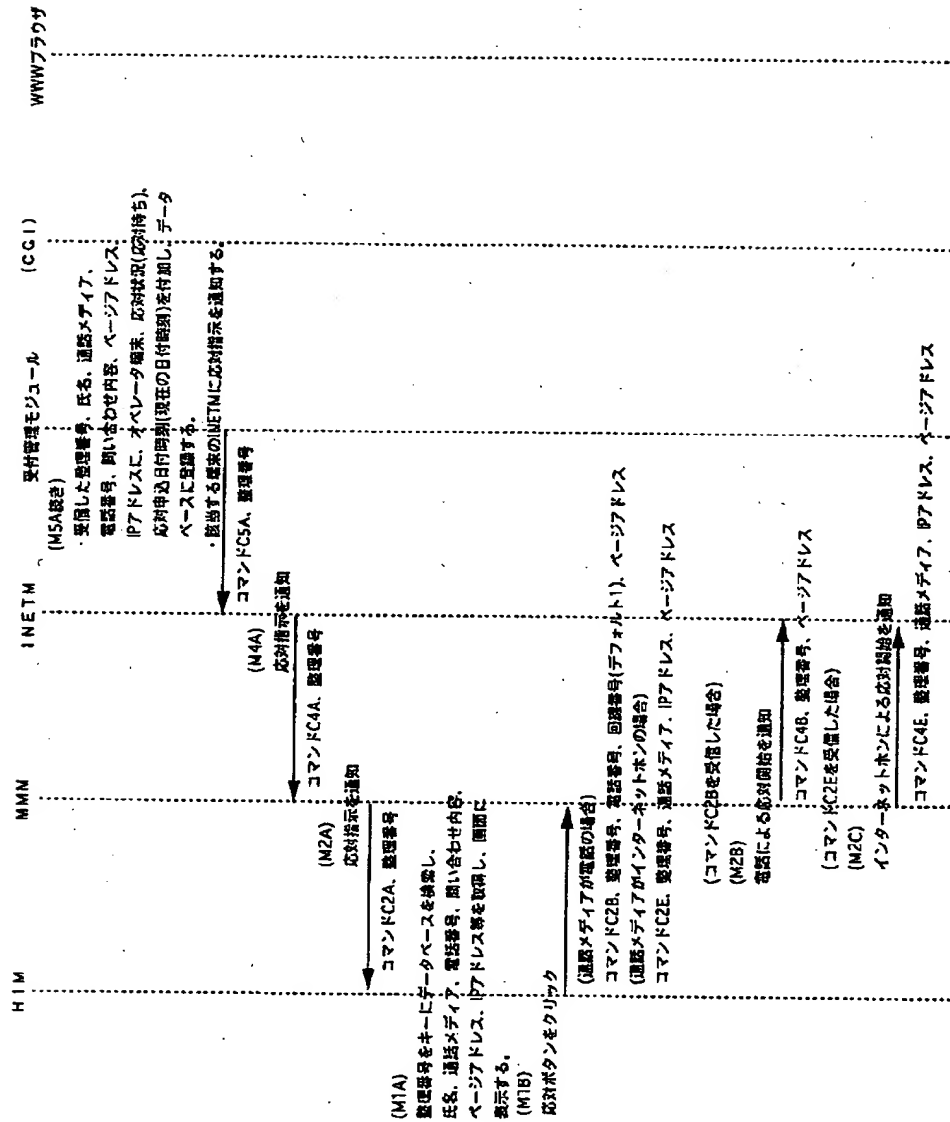 HIM
MMN
INETM
受付管理モジュール
(CGI)
WWWブラウザ
(M5A続き)
・受信した整理番号、氏名、通話メディア、
電話番号、問い合わせ内容、ページアドレス、
IPアドレスに、オペレータ端末、応対状況(応対待ち)、
応対申込日付時刻(現在の日付時刻)を付加し、データ
ベースに登録する。
・該当する端末のINETMに応対指示を通知する。
コマンドC5A、整理番号
(M4A)
応対指示を通知
コマンドC4A、整理番号
(M2A)
応対指示を通知
コマンドC2A、整理番号
(M1A)
整理番号をキーにデータベースを検索し、
氏名、通話メディア、電話番号、問い合わせ内容、
ページアドレス、IPアドレス等を取得し、画面に
表示する。
(M1B)
応対ボタンをクリック
(通話メディアが電話の場合)
コマンドC2B、整理番号、電話番号、回線番号(デフォルト1)、ページアドレス
(通話メディアがインターネットホンの場合)
コマンドC2E、整理番号、通話メディア、IPアドレス、ページアドレス
(コマンドC2Bを受信した場合)
(M2B)
電話による応対開始を通知
コマンドC4B、整理番号、ページアドレス
(コマンドC2Eを受信した場合)
(M2C)
インターネットホンによる応対開始を通知
コマンドC4E、整理番号、通話メディア、IPアドレス、ページアドレス